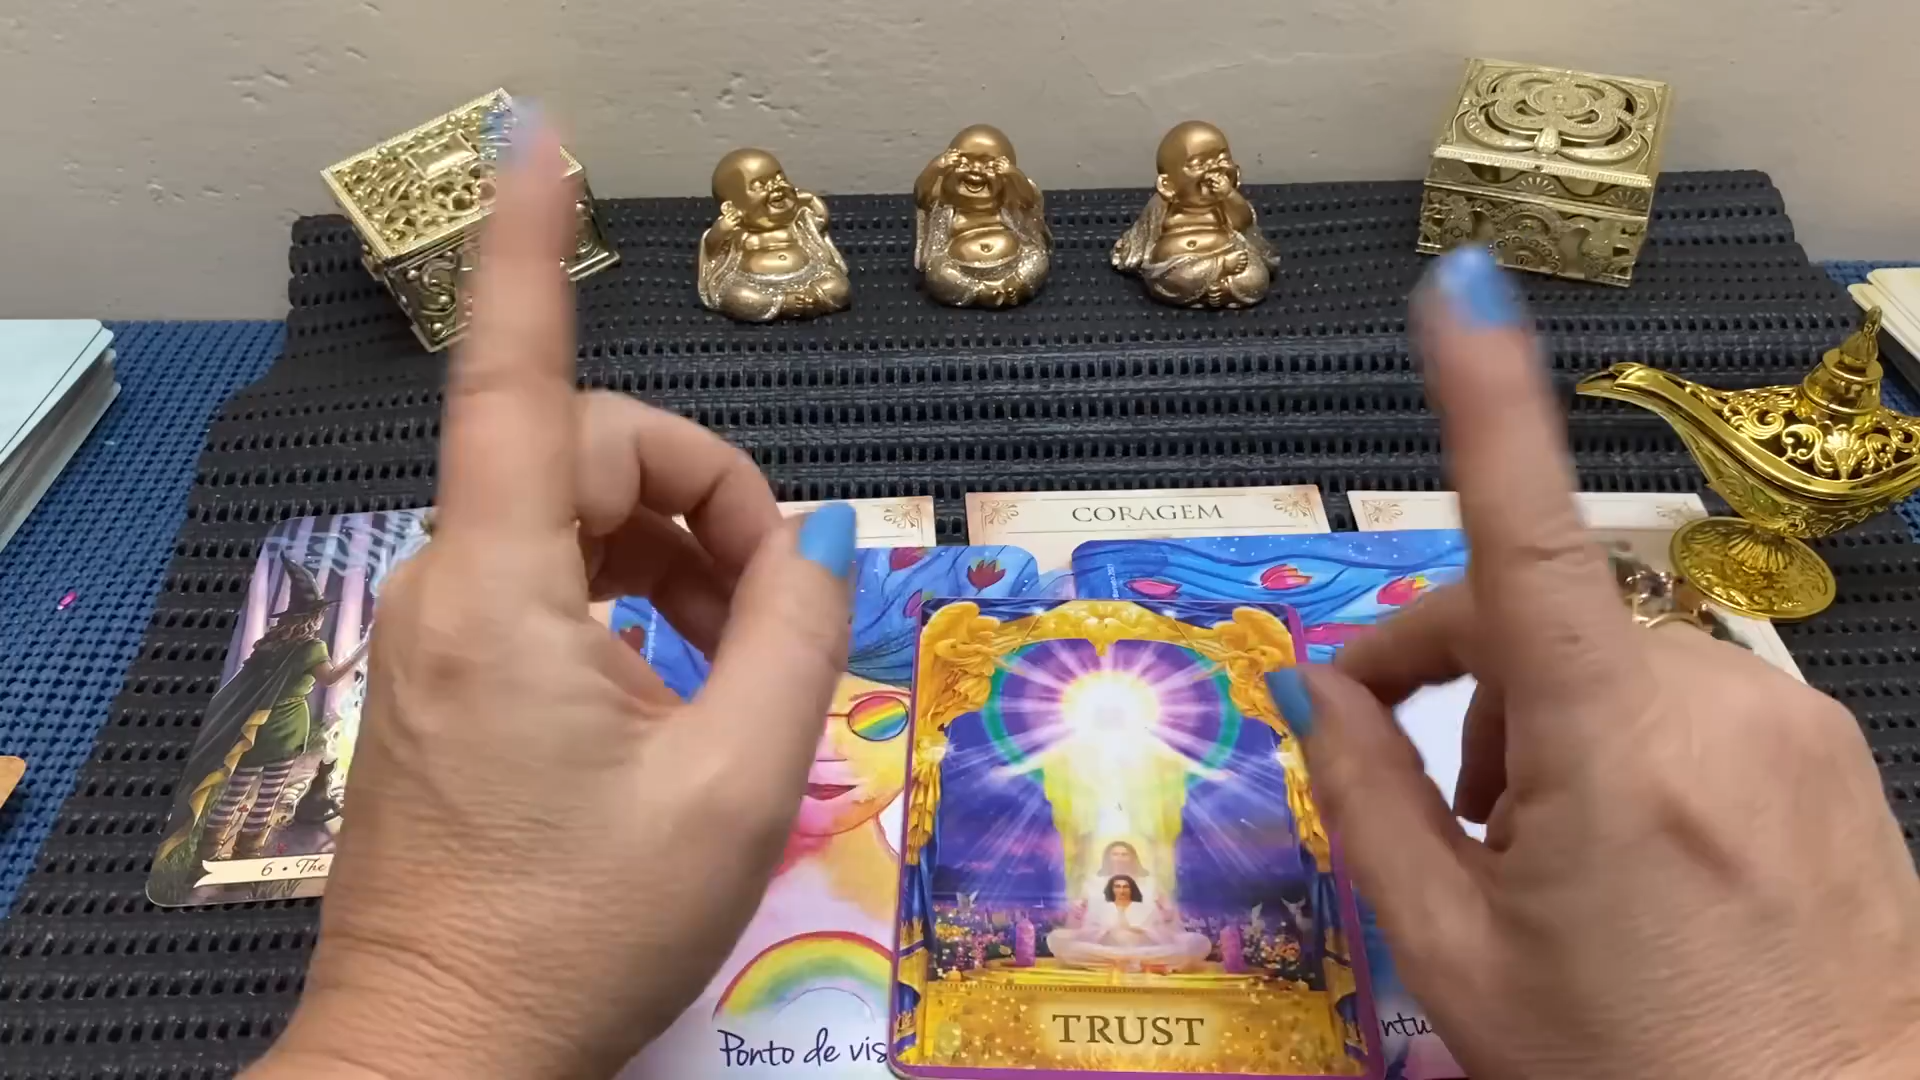 CORAGEM
6 • The
TRUST
Ponto de vis
ntu